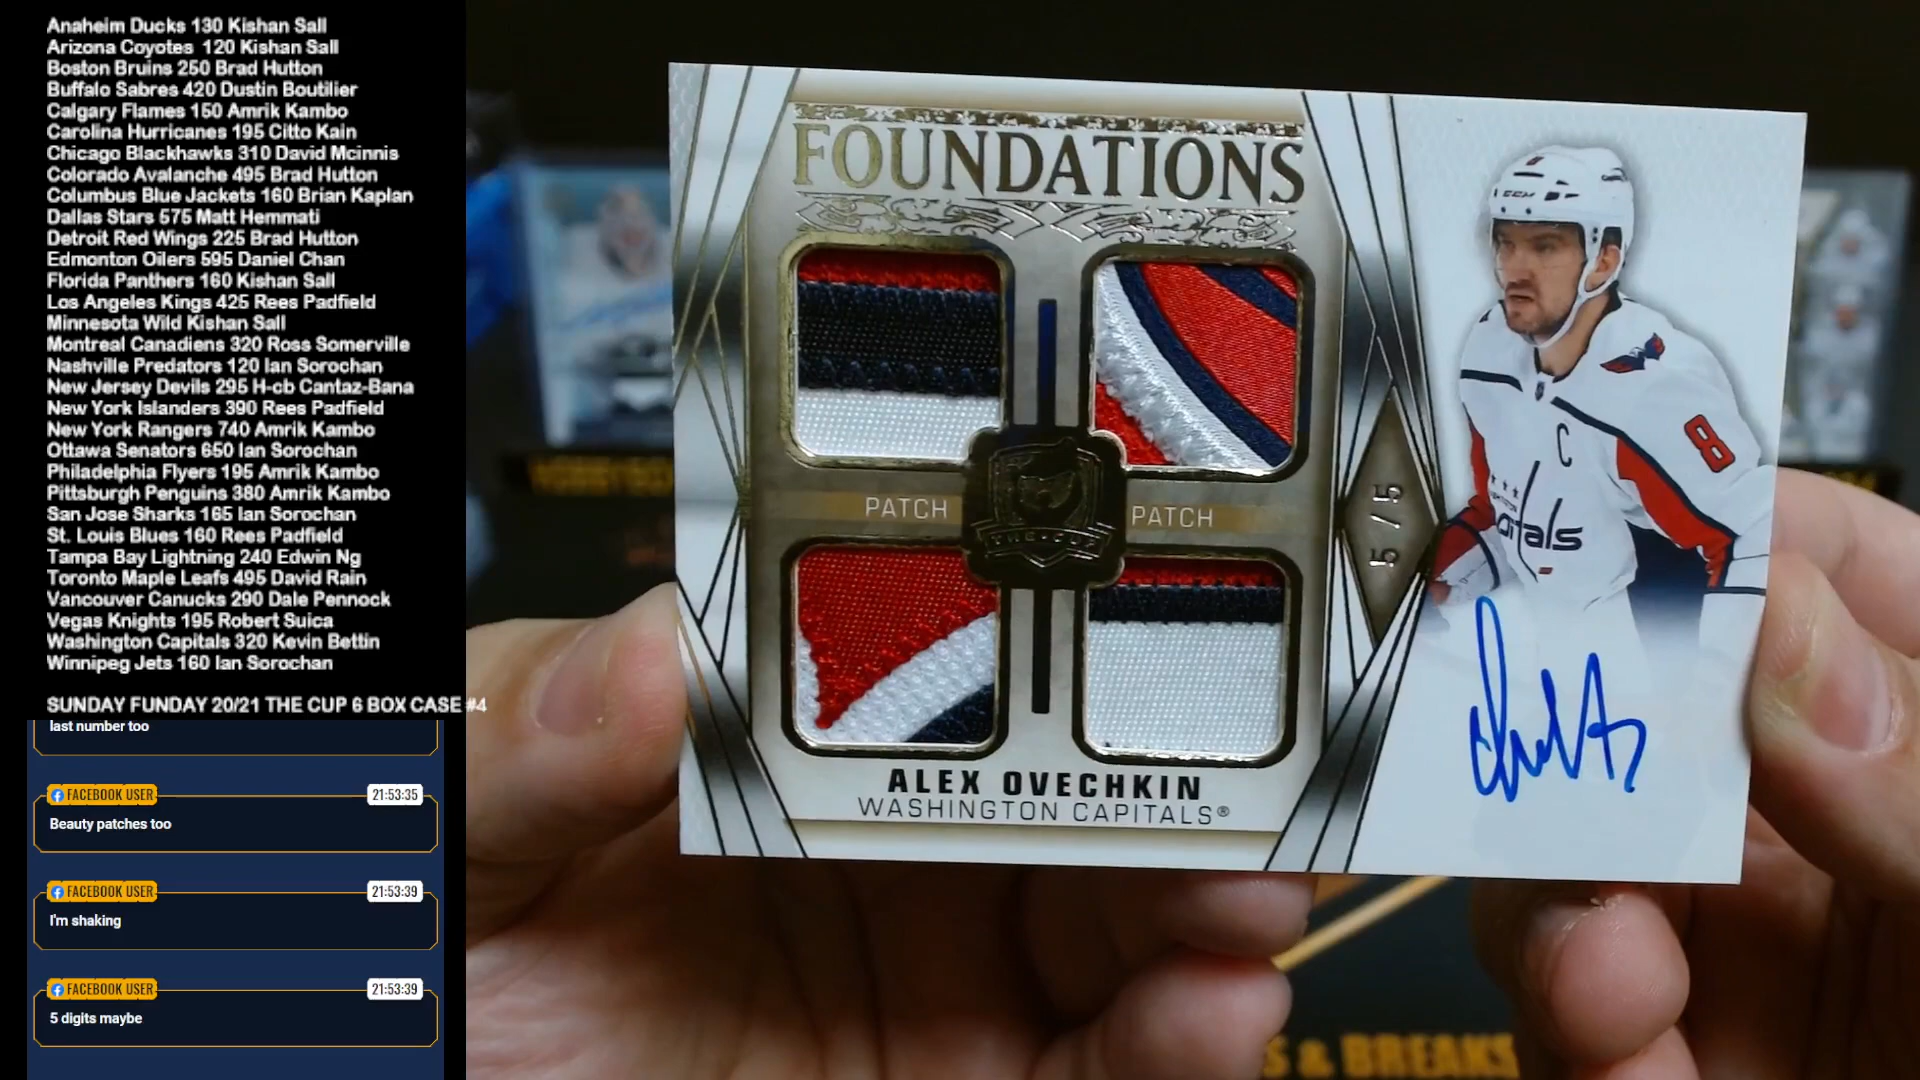 Anaheim Ducks 130 Kishan Sall
Arizona Coyotes 120 Kishan Sall
Boston Bruins 250 Brad Hutton
Buffalo Sabres 420 Dustin Boutilier
Calgary Flames 150 Amrik Kambo
Carolina Hurricanes 195 Citto Kain
Chicago Blackhawks 310 David Mcinnis
Colorado Avalanche 495 Brad Hutton
Columbus Blue Jackets 160 Brian Kaplan
Dallas Stars 575 Matt Hemmati
Detroit Red Wings 225 Brad Hutton
Edmonton Oilers 595 Daniel Chan
Florida Panthers 160 Kishan Sall
Los Angeles Kings 425 Rees Padfield
Minnesota Wild Kishan Sall
Montreal Canadiens 320 Ross Somerville
Nashville Predators 120 Ian Sorochan
New Jersey Devils 295 H-cb Cantaz-Bana
New York Islanders 390 Rees Padfield
New York Rangers 740 Amrik Kambo
Ottawa Senators 650 Ian Sorochan
Philadelphia Flyers 195 Amrik Kambo
Pittsburgh Penguins 380 Amrik Kambo
San Jose Sharks 165 Ian Sorochan
St. Louis Blues 160 Rees Padfield
Tampa Bay Lightning 240 Edwin Ng
Toronto Maple Leafs 495 David Rain
Vancouver Canucks 290 Dale Pennock
Vegas Knights 195 Robert Suica
Washington Capitals 320 Kevin Bettin
Winnipeg Jets 160 Ian Sorochan
SUNDAY FUNDAY 20/21 THE CUP 6 BOX CASE #4
last number too
FACEBOOK USER 21:53:35
Beauty patches too
FACEBOOK USER 21:53:39
I'm shaking
FACEBOOK USER 21:53:39
5 digits maybe
FOUNDATIONS
PATCH PATCH
THE CUP
5/5
ALEX OVECHKIN
WASHINGTON CAPITALS®
CCM
8
C
8
S & BREAKS